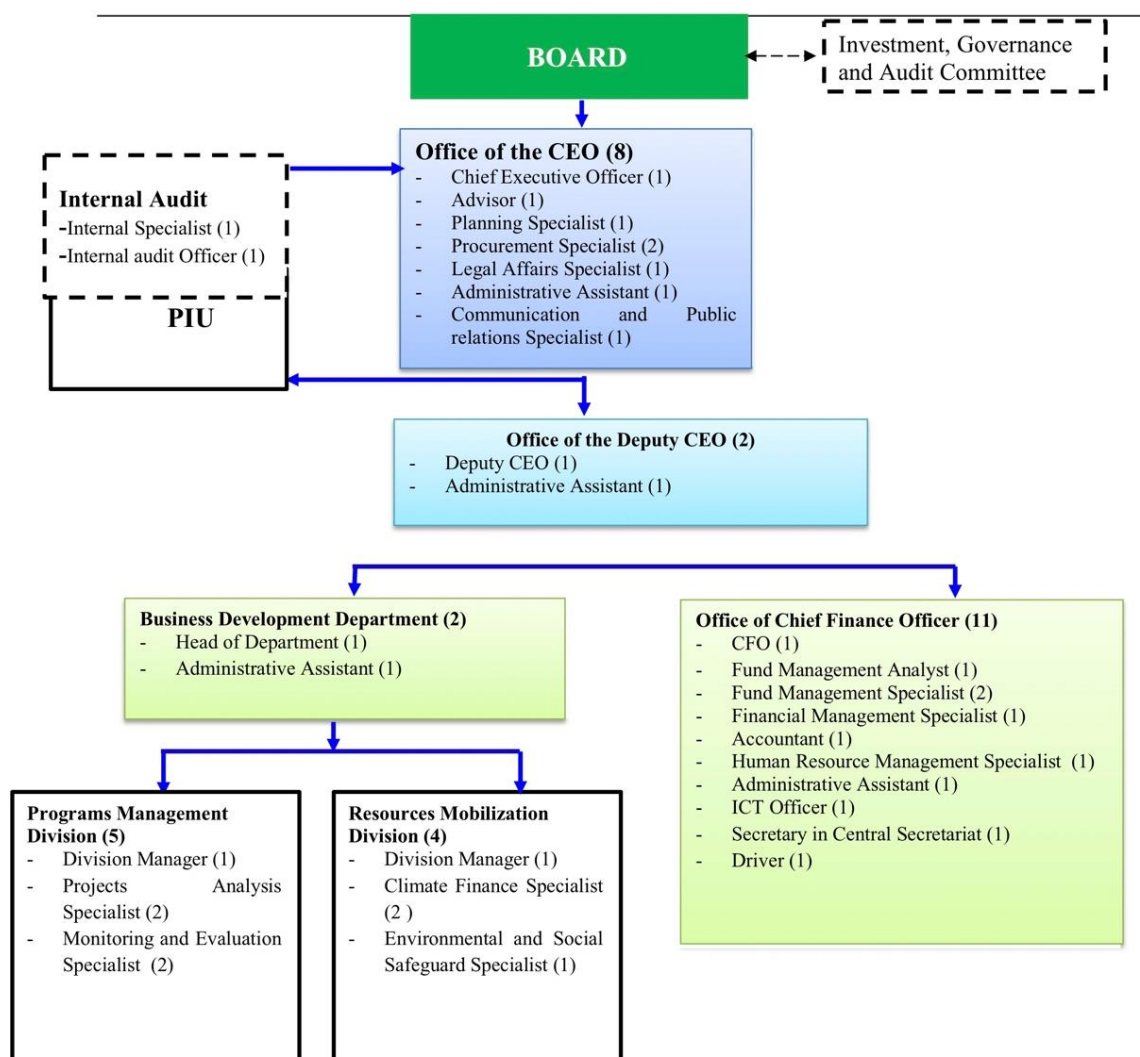 BOARD
Investment, Governance
and Audit Committee
Office of the CEO (8)
- Chief Executive Officer (1)
- Advisor (1)
- Planning Specialist (1)
- Procurement Specialist (2)
- Legal Affairs Specialist (1)
- Administrative Assistant (1)
- Communication and Public
relations Specialist (1)
Internal Audit
-Internal Specialist (1)
-Internal audit Officer (1)
PIU
Office of the Deputy CEO (2)
- Deputy CEO (1)
- Administrative Assistant (1)
Business Development Department (2)
- Head of Department (1)
- Administrative Assistant (1)
Office of Chief Finance Officer (11)
- CFO (1)
- Fund Management Analyst (1)
- Fund Management Specialist (2)
- Financial Management Specialist (1)
- Accountant (1)
- Human Resource Management Specialist (1)
- Administrative Assistant (1)
- ICT Officer (1)
- Secretary in Central Secretariat (1)
- Driver (1)
Programs Management
Division (5)
- Division Manager (1)
- Projects Analysis
Specialist (2)
- Monitoring and Evaluation
Specialist (2)
Resources Mobilization
Division (4)
- Division Manager (1)
- Climate Finance Specialist
(2 )
- Environmental and Social
Safeguard Specialist (1)